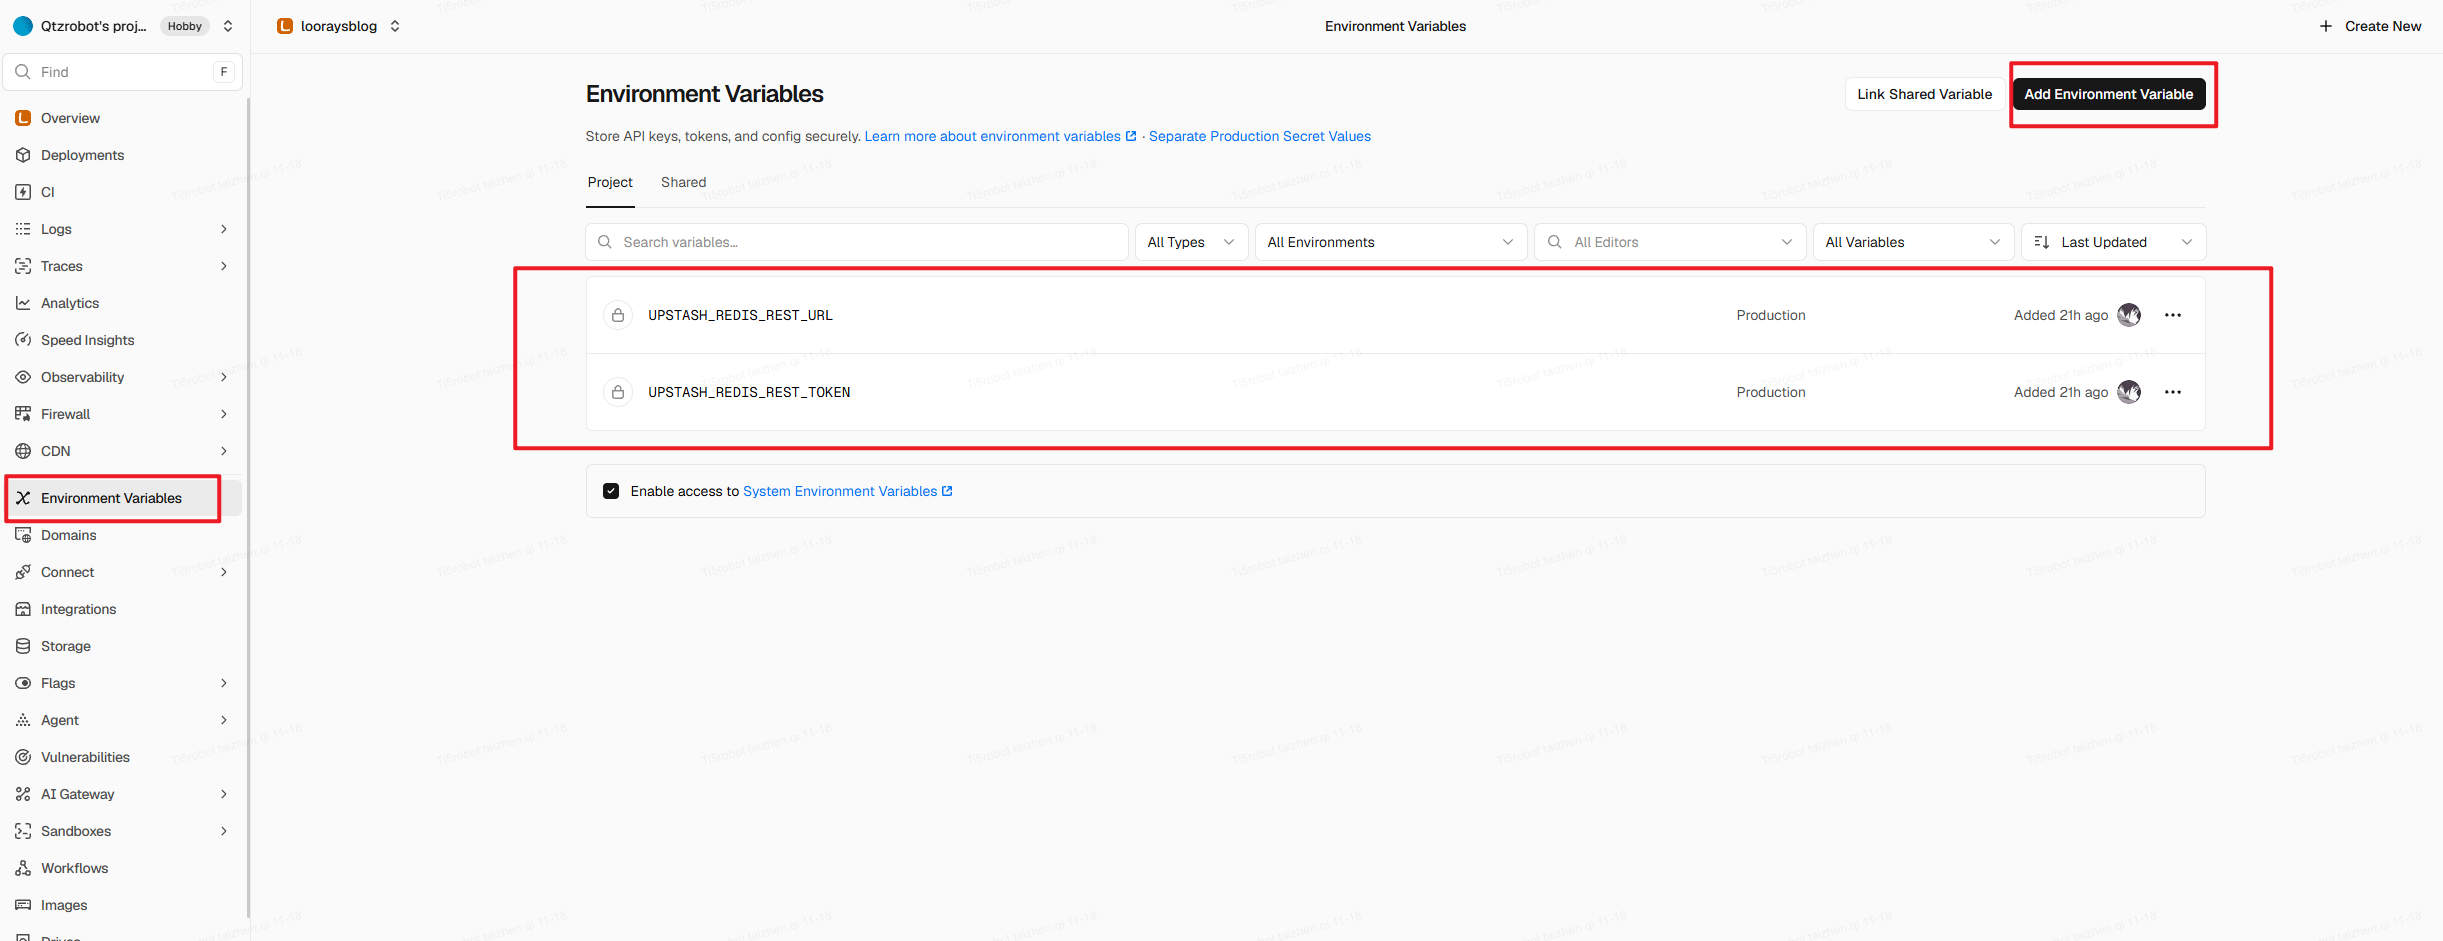 Qtzrobot's proj... Hobby
looraysblog
Environment Variables
Create New
Find F
Overview
Deployments
CI
Logs
Traces
Analytics
Speed Insights
Observability
Firewall
CDN
Environment Variables
Domains
Connect
Integrations
Storage
Flags
Agent
Vulnerabilities
AI Gateway
Sandboxes
Workflows
Images
Environment Variables
Link Shared Variable
Add Environment Variable
Store API keys, tokens, and config securely. Learn more about environment variables · Separate Production Secret Values
Project Shared
Search variables... All Types All Environments All Editors All Variables Last Updated
UPSTASH_REDIS_REST_URL Production Added 21h ago
UPSTASH_REDIS_REST_TOKEN Production Added 21h ago
Enable access to System Environment Variables